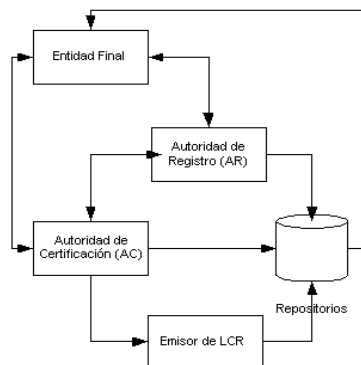 Entidad Final
Autoridad de
Registro (AR)
Autoridad de
Certificación (AC)
Repositorios
Emisor de LCR